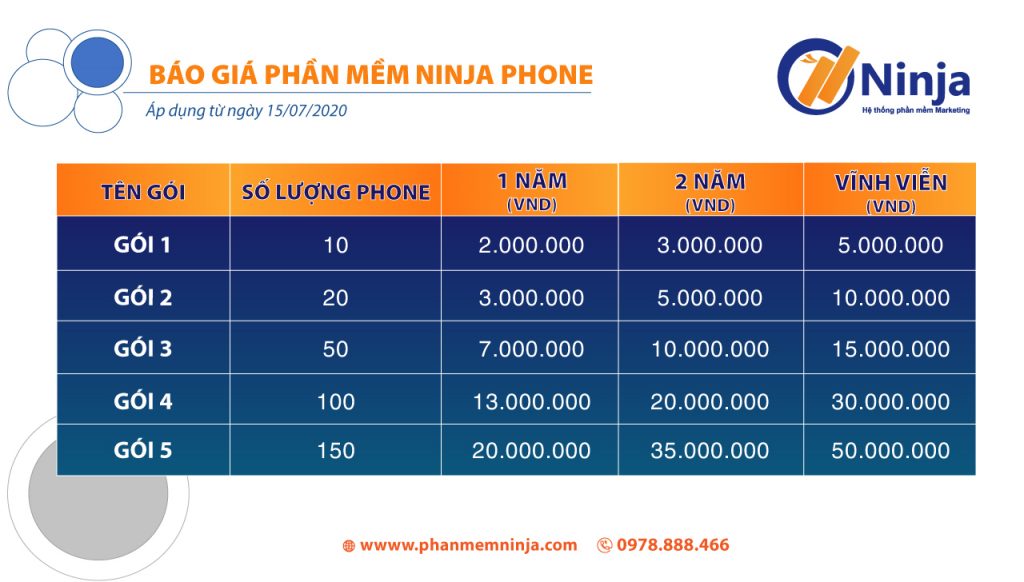 BÁO GIÁ PHẦN MỀM NINJA PHONE
Áp dụng từ ngày 15/07/2020
Ninja
Hệ thống phần mềm Marketing
TÊN GÓI SỐ LƯỢNG PHONE 1 NĂM (VND) 2 NĂM (VND) VĨNH VIỄN (VND)
GÓI 1 10 2.000.000 3.000.000 5.000.000
GÓI 2 20 3.000.000 5.000.000 10.000.000
GÓI 3 50 7.000.000 10.000.000 15.000.000
GÓI 4 100 13.000.000 20.000.000 30.000.000
GÓI 5 150 20.000.000 35.000.000 50.000.000
www.phanmemninja.com 0978.888.466